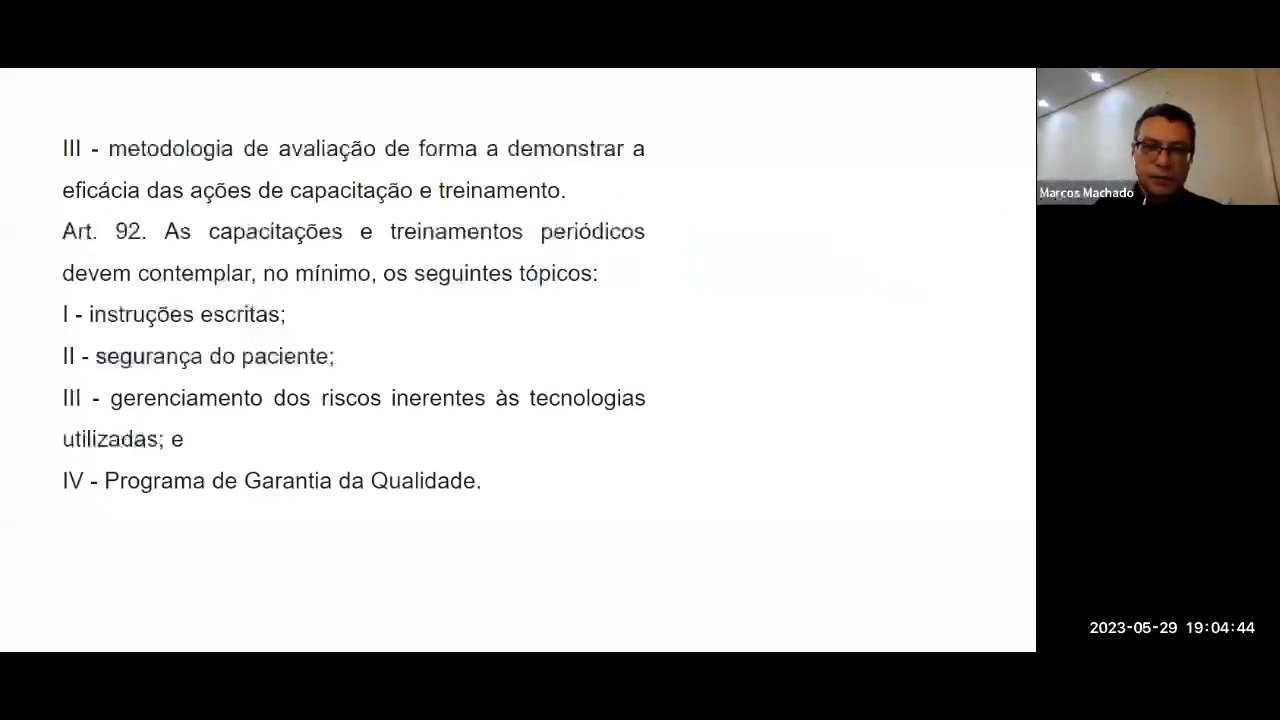 III - metodologia de avaliação de forma a demonstrar a
eficácia das ações de capacitação e treinamento.
Art. 92. As capacitações e treinamentos periódicos
devem contemplar, no mínimo, os seguintes tópicos:
I - instruções escritas;
II - segurança do paciente;
III - gerenciamento dos riscos inerentes às tecnologias
utilizadas; e
IV - Programa de Garantia da Qualidade.
Marcos Machado
2023-05-29 19:04:44